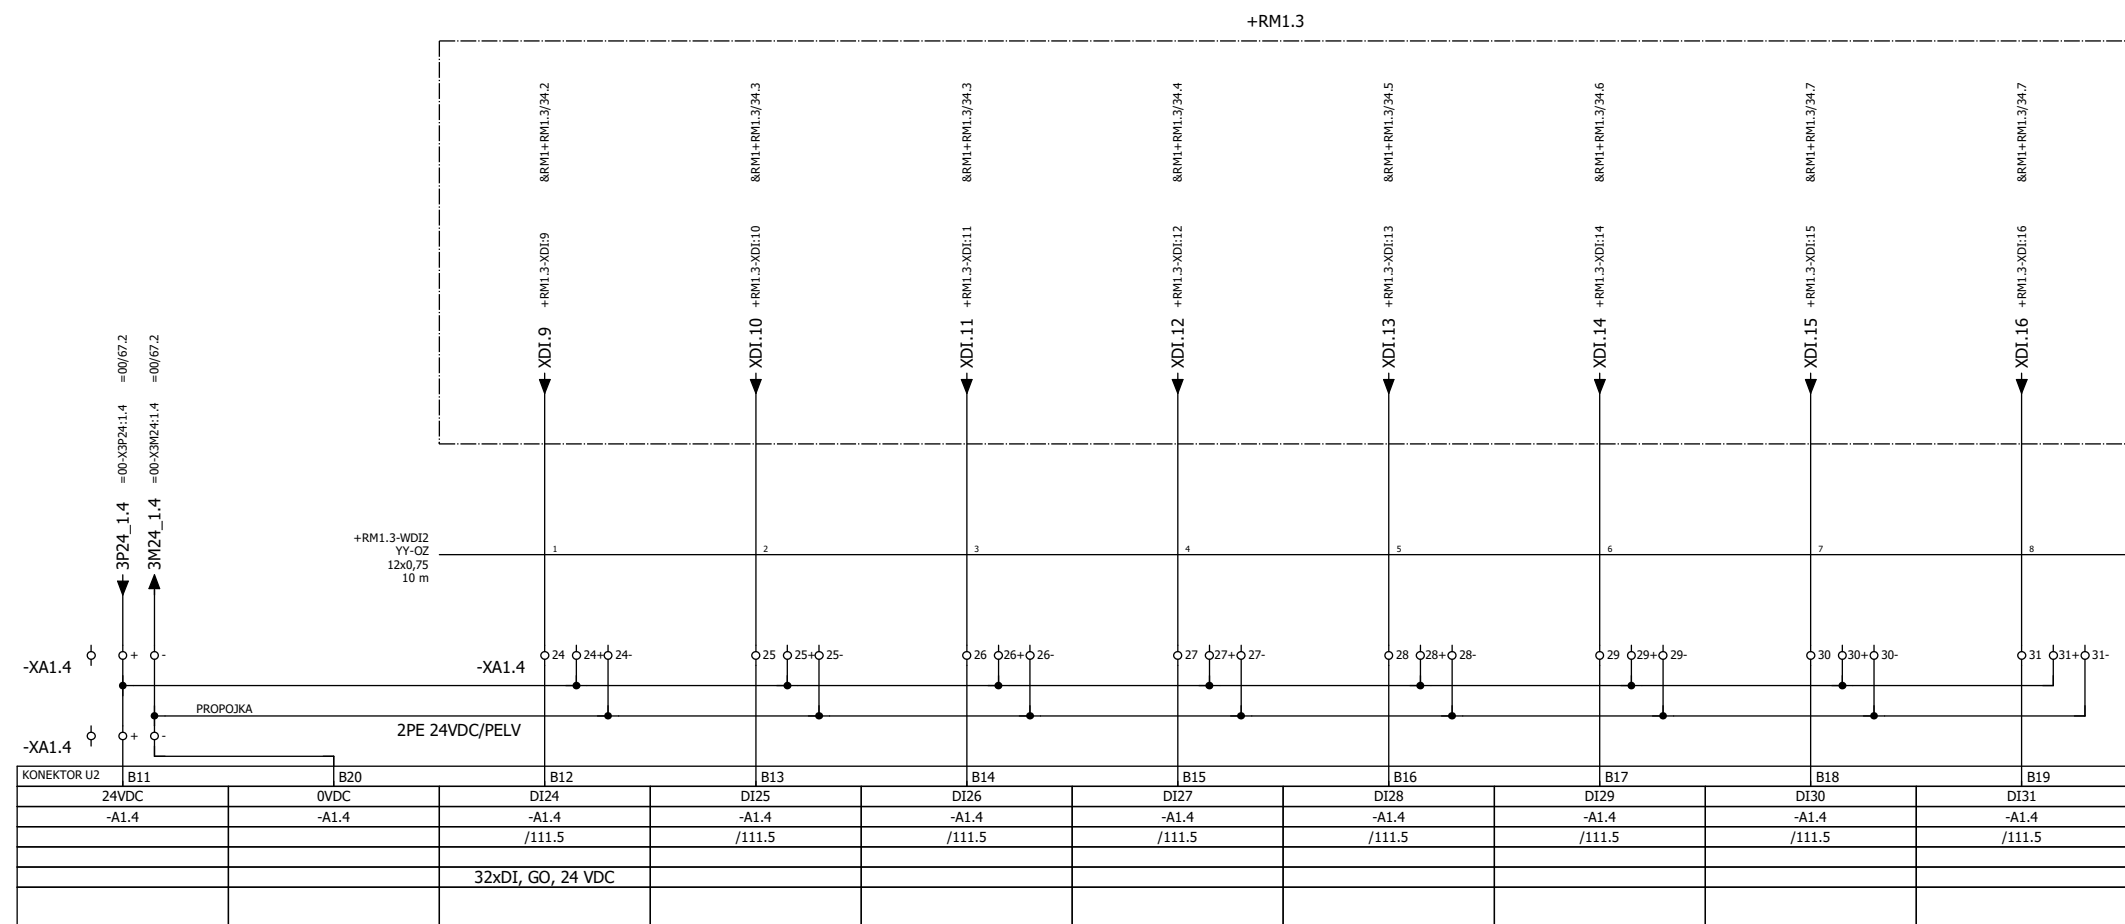 +RM1.3
&RM1+RM1.3/34.2
&RM1+RM1.3/34.3
&RM1+RM1.3/34.3
&RM1+RM1.3/34.4
&RM1+RM1.3/34.5
&RM1+RM1.3/34.6
&RM1+RM1.3/34.7
&RM1+RM1.3/34.7
+RM1.3-XDI:9
+RM1.3-XDI:10
+RM1.3-XDI:11
+RM1.3-XDI:12
+RM1.3-XDI:13
+RM1.3-XDI:14
+RM1.3-XDI:15
+RM1.3-XDI:16
XDI.9
XDI.10
XDI.11
XDI.12
XDI.13
XDI.14
XDI.15
XDI.16
=00/67.2
=00/67.2
=00-X3P24:1.4
=00-X3M24:1.4
3P24_1.4
3M24_1.4
+RM1.3-WDI2
YY-OZ
12x0,75
10 m
1 2 3 4 5 6 7 8
-XA1.4 + -
-XA1.4 24 24+ 24- 25 25+ 25- 26 26+ 26- 27 27+ 27- 28 28+ 28- 29 29+ 29- 30 30+ 30- 31 31+ 31-
PROPOJKA
2PE 24VDC/PELV
-XA1.4 + -
KONEKTOR U2 B11 B20 B12 B13 B14 B15 B16 B17 B18 B19
24VDC 0VDC DI24 DI25 DI26 DI27 DI28 DI29 DI30 DI31
-A1.4 -A1.4 -A1.4 -A1.4 -A1.4 -A1.4 -A1.4 -A1.4 -A1.4 -A1.4
/111.5 /111.5 /111.5 /111.5 /111.5 /111.5 /111.5 /111.5
32xDI, GO, 24 VDC